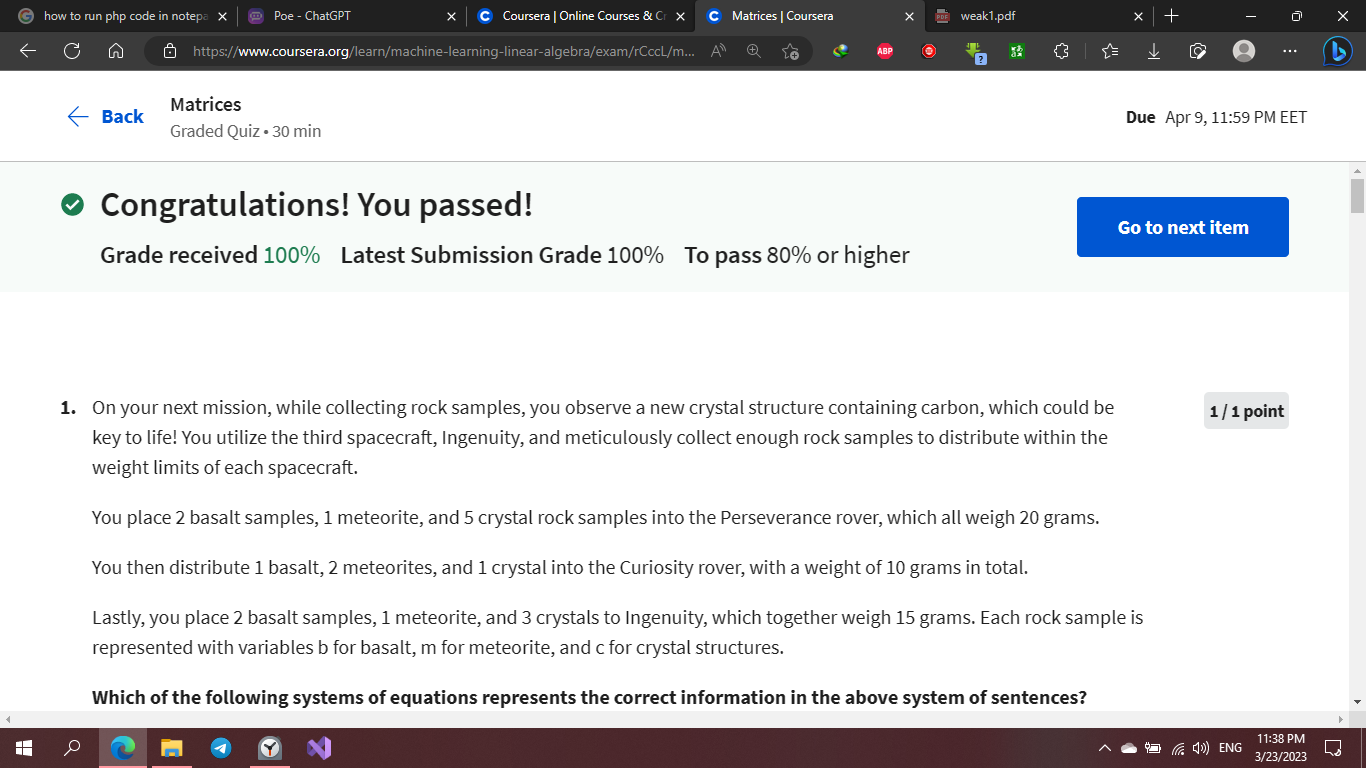 how to run php code in notepa
Poe - ChatGPT
Coursera | Online Courses & Cr
Matrices | Coursera
weak1.pdf
https://www.coursera.org/learn/machine-learning-linear-algebra/exam/rCccL/m...
Back
Matrices
Graded Quiz • 30 min
Due Apr 9, 11:59 PM EET
Congratulations! You passed!
Grade received 100% Latest Submission Grade 100% To pass 80% or higher
Go to next item
1. On your next mission, while collecting rock samples, you observe a new crystal structure containing carbon, which could be
1 / 1 point
key to life! You utilize the third spacecraft, Ingenuity, and meticulously collect enough rock samples to distribute within the
weight limits of each spacecraft.
You place 2 basalt samples, 1 meteorite, and 5 crystal rock samples into the Perseverance rover, which all weigh 20 grams.
You then distribute 1 basalt, 2 meteorites, and 1 crystal into the Curiosity rover, with a weight of 10 grams in total.
Lastly, you place 2 basalt samples, 1 meteorite, and 3 crystals to Ingenuity, which together weigh 15 grams. Each rock sample is
represented with variables b for basalt, m for meteorite, and c for crystal structures.
Which of the following systems of equations represents the correct information in the above system of sentences?
ENG
11:38 PM
3/23/2023